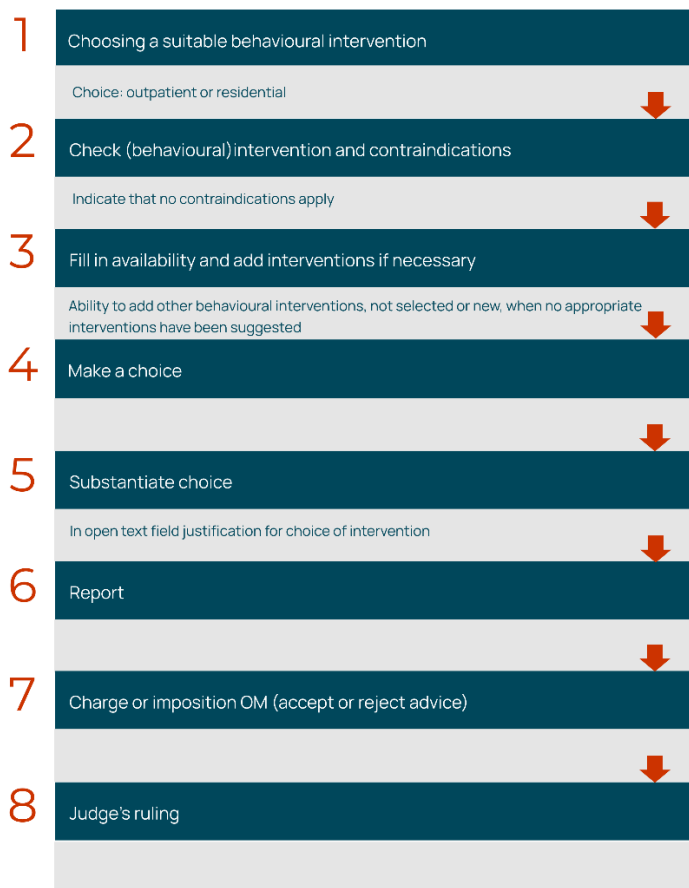 1
Choosing a suitable behavioural intervention
Choice: outpatient or residential
2
Check (behavioural)intervention and contraindications
Indicate that no contraindications apply
3
Fill in availability and add interventions if necessary
Ability to add other behavioural interventions, not selected or new, when no appropriate
interventions have been suggested
4
Make a choice
5
Substantiate choice
In open text field justification for choice of intervention
6
Report
7
Charge or imposition OM (accept or reject advice)
8
Judge's ruling